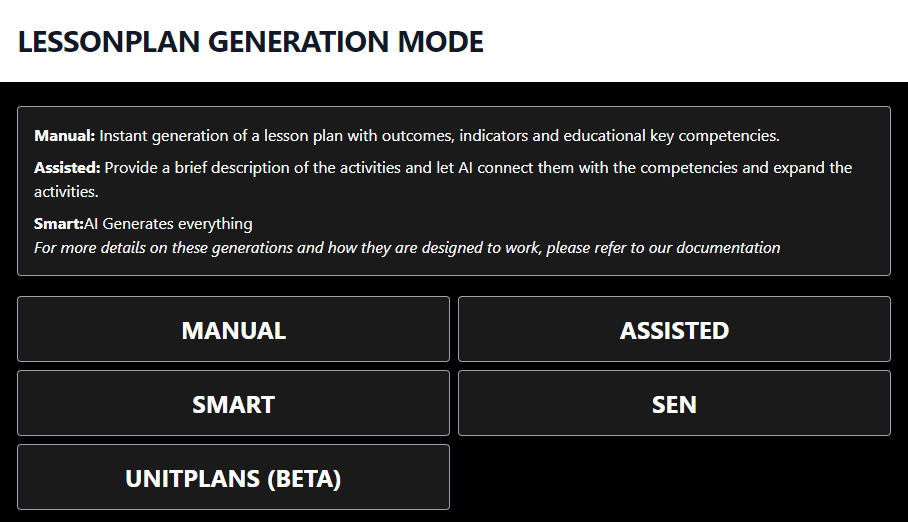 LESSONPLAN GENERATION MODE
Manual: Instant generation of a lesson plan with outcomes, indicators and educational key competencies.
Assisted: Provide a brief description of the activities and let AI connect them with the competencies and expand the
activities.
Smart:AI Generates everything
For more details on these generations and how they are designed to work, please refer to our documentation
MANUAL
ASSISTED
SMART
SEN
UNITPLANS (BETA)